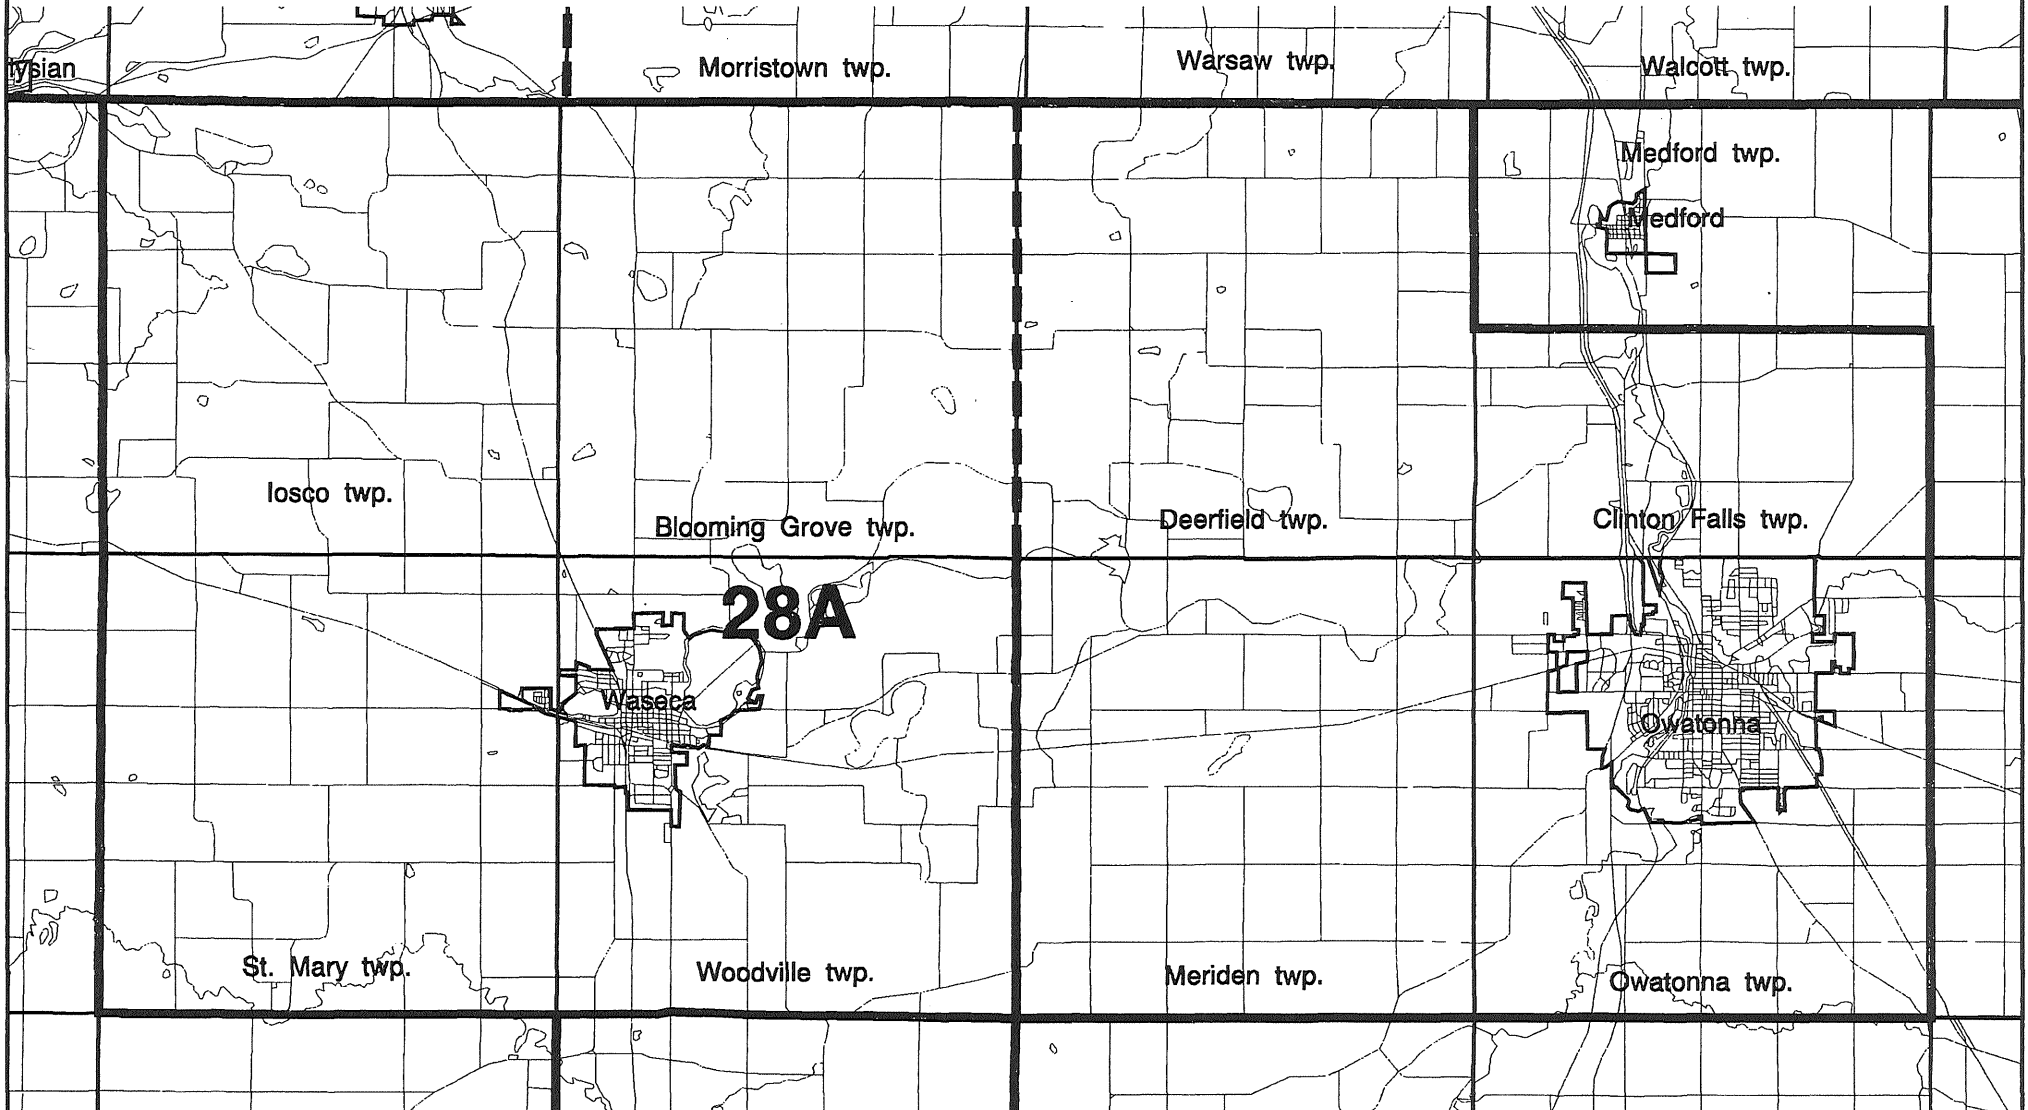 lysian
Morristown twp.
Warsaw twp.
Walcott twp.
Medford twp.
Medford
Iosco twp.
Blooming Grove twp.
Deerfield twp.
Clinton Falls twp.
28A
Waseca
Owatonna
St. Mary twp.
Woodville twp.
Meriden twp.
Owatonna twp.